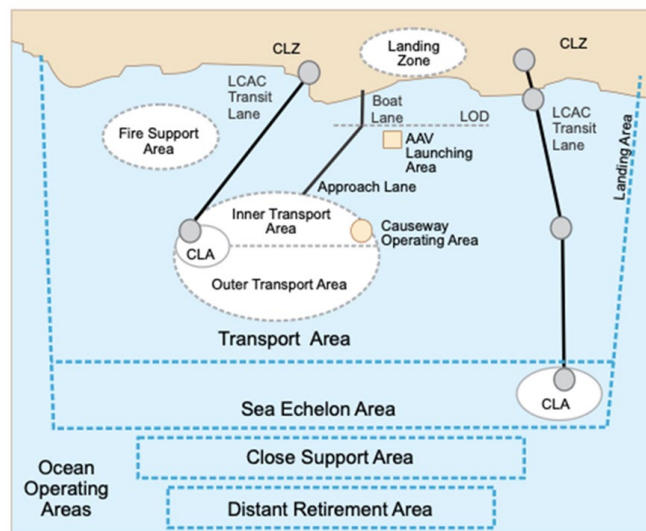 CLZ
Landing
Zone
CLZ
LCAC
Transit
Lane
Boat
Lane
LOD
LCAC
Transit
Lane
Fire Support
Area
AAV
Launching
Area
Landing Area
Approach Lane
Inner Transport
Area
Causeway
Operating Area
CLA
Outer Transport Area
Transport Area
CLA
Sea Echelon Area
Close Support Area
Ocean
Operating
Areas
Distant Retirement Area